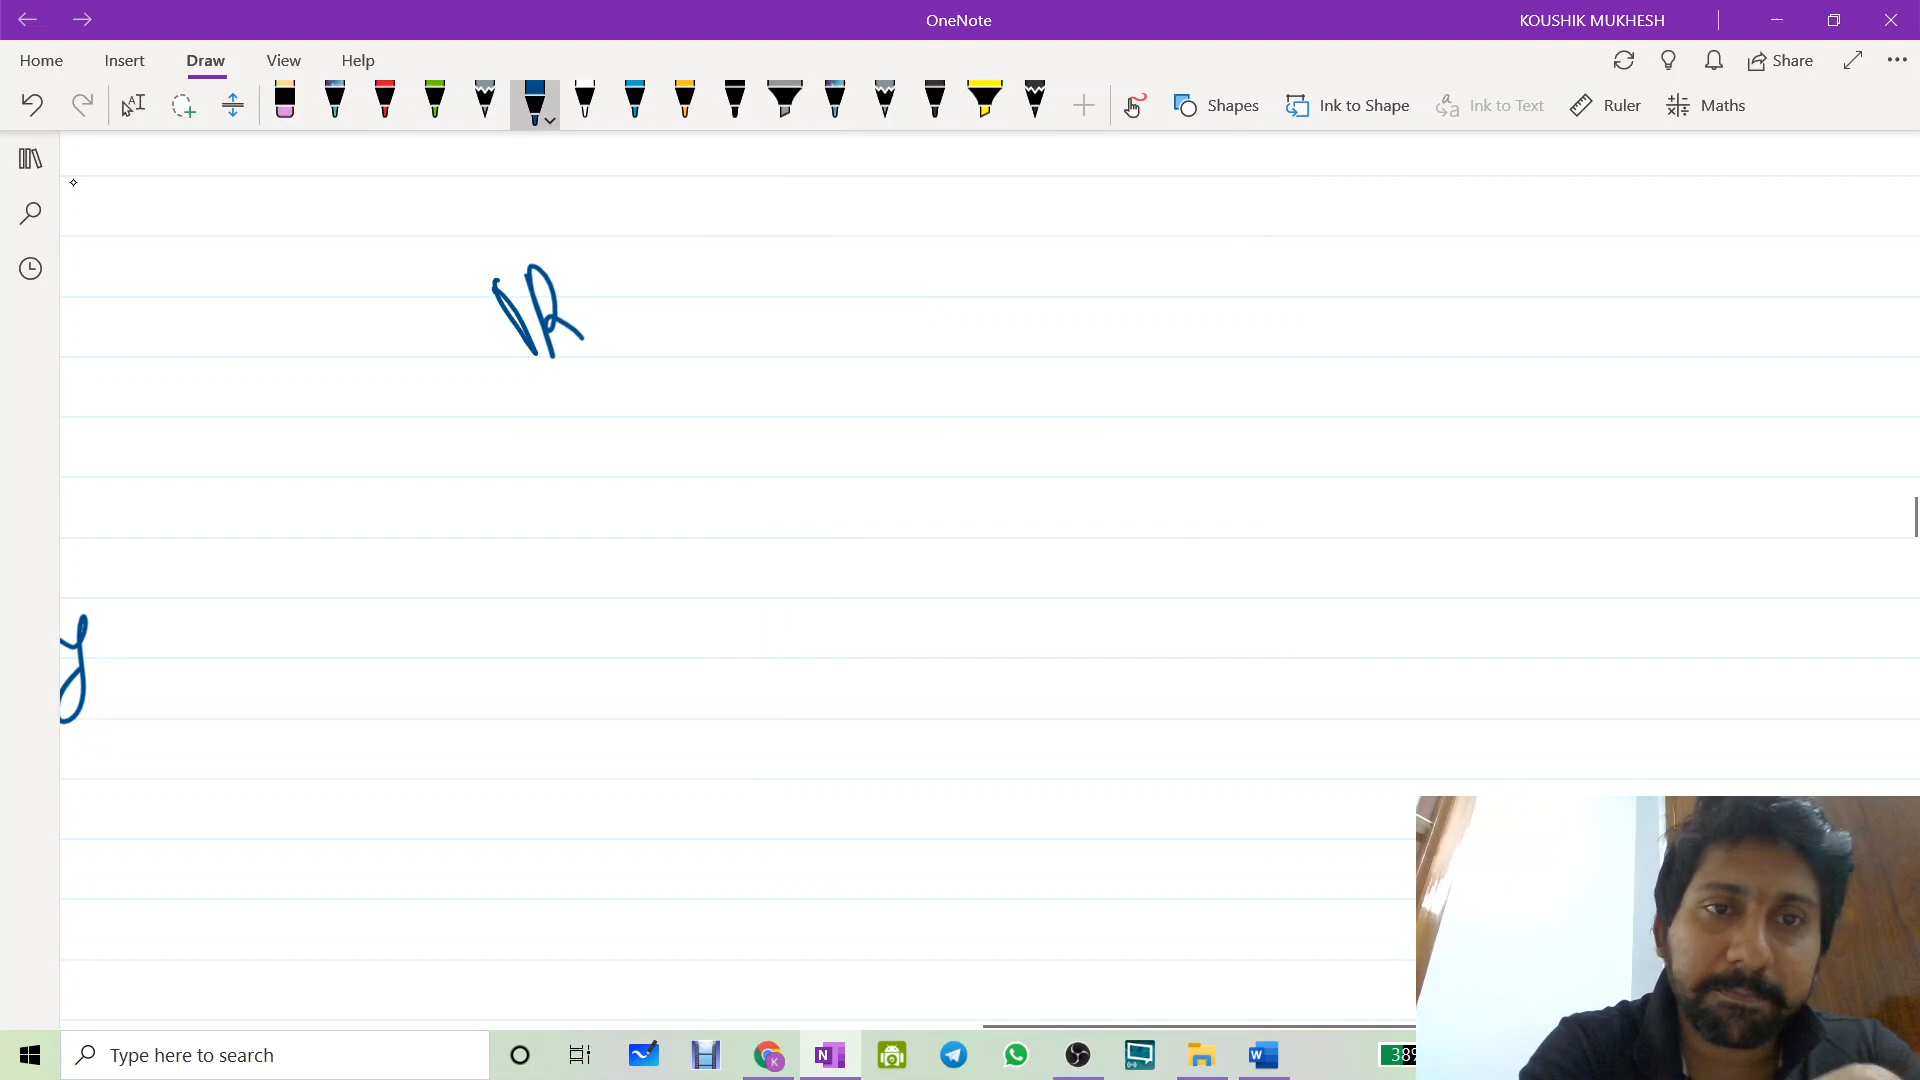 OneNote
KOUSHIK MUKHESH
Home Insert Draw View Help Share
Shapes Ink to Shape Ink to Text Ruler Maths
y
Type here to search
38%